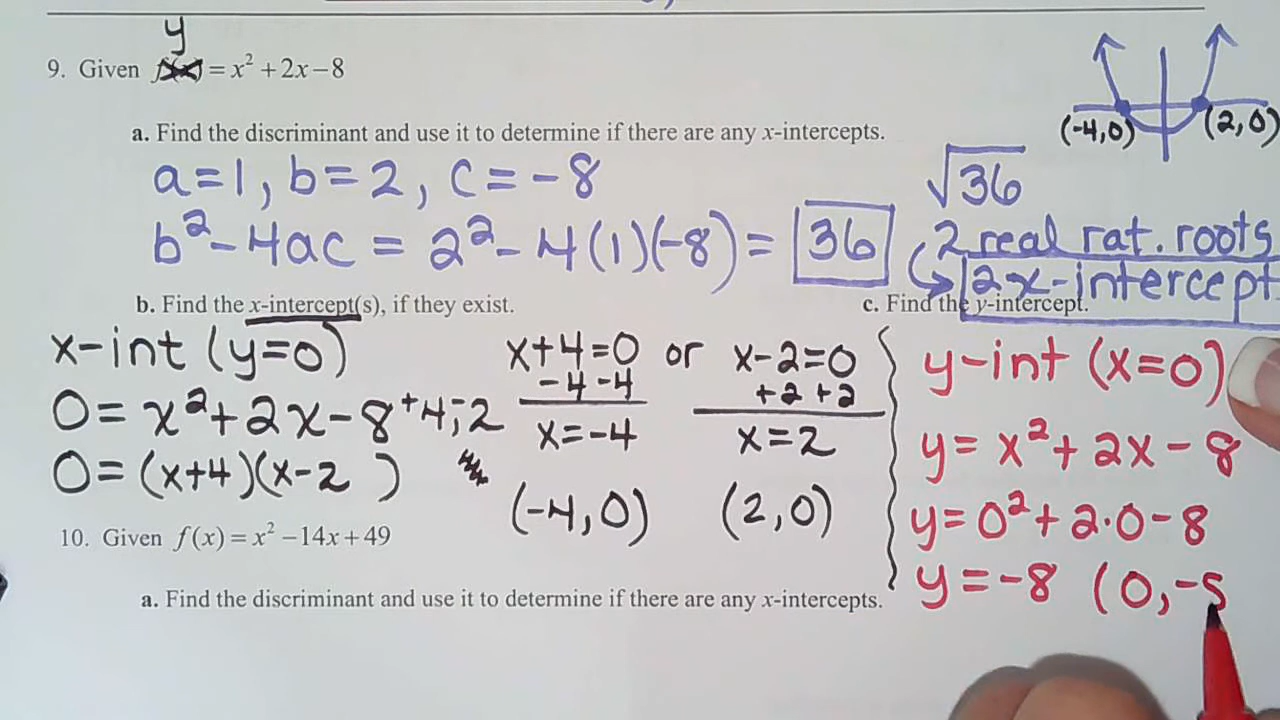 y
9. Given f(x) = x² + 2x − 8
(-4,0) (2,0)
a. Find the discriminant and use it to determine if there are any x-intercepts.
a=1, b=2, c=-8
√36
b²-4ac = 2²-4(1)(-8) = 36
2 real rat. roots
2x-intercept
b. Find the x-intercept(s), if they exist.
x-int (y=0)
0= x²+2x-8 +4,-2
0=(x+4)(x-2 )
x+4=0 or x-2=0
-4 -4 +2 +2
x=-4 x=2
(-4,0) (2,0)
c. Find the y-intercept.
y-int (x=0)
y= x²+2x-8
y=0²+2·0-8
y=-8 (0,-
10. Given f(x) = x² −14x + 49
a. Find the discriminant and use it to determine if there are any x-intercepts.